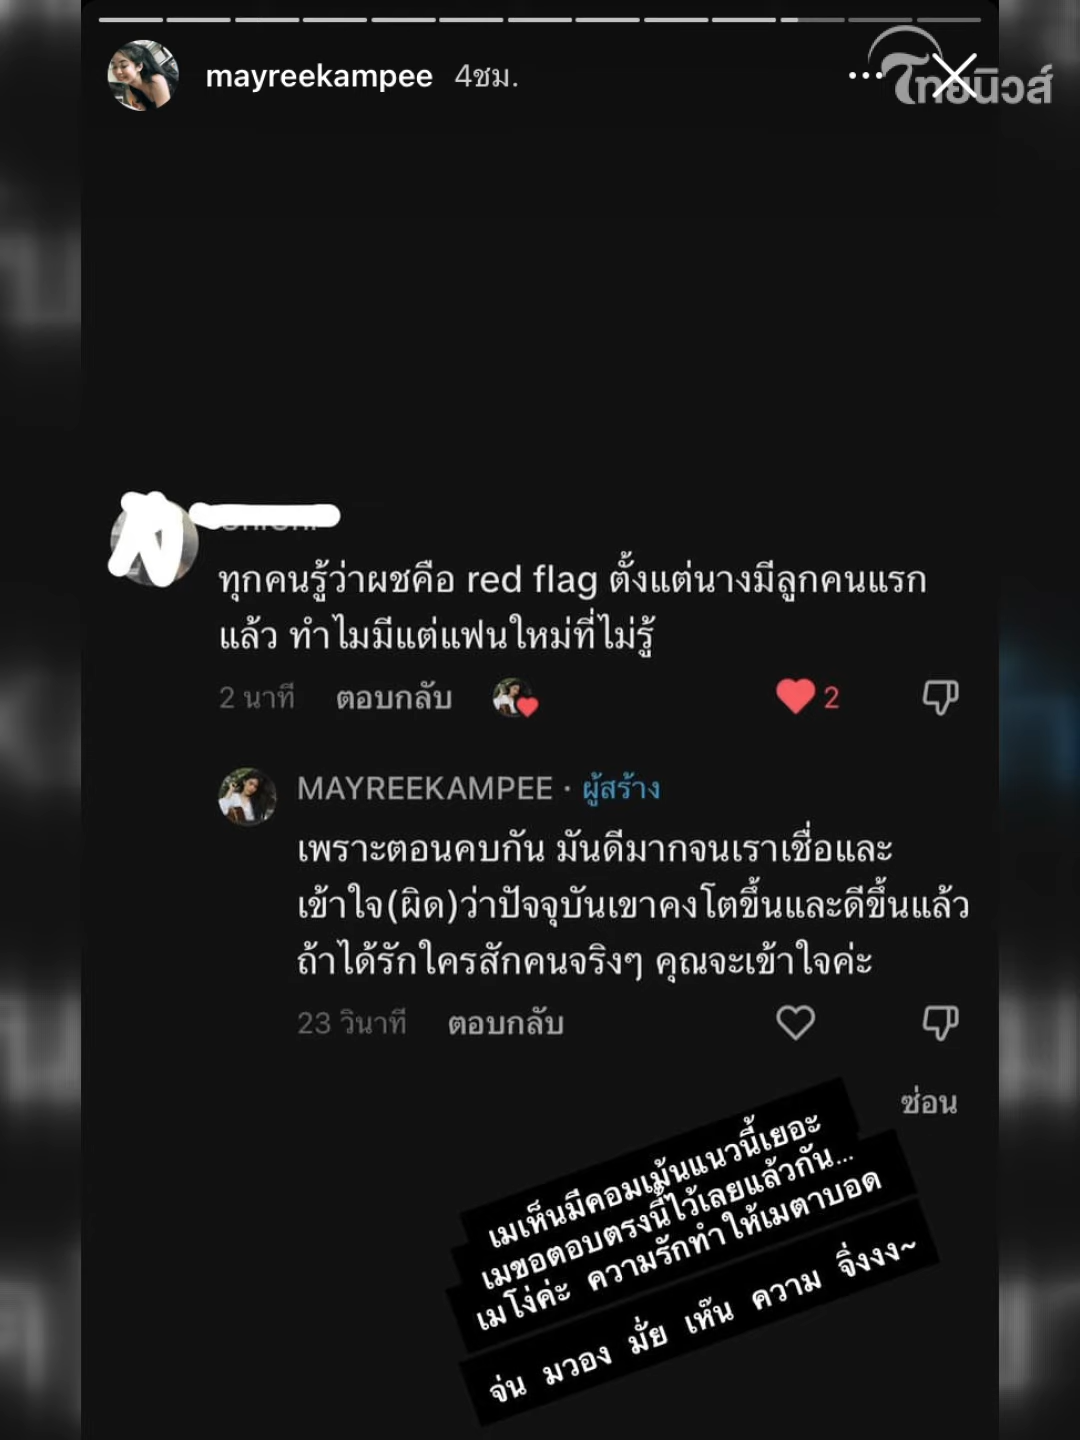 mayreekampee 4ชม.
ไทยนิวส์
ทุกคนรู้ว่าผชคือ red flag ตั้งแต่นางมีลูกคนแรก
แล้ว ทำไมมีแต่แฟนใหม่ที่ไม่รู้
2 นาที ตอบกลับ 2
MAYREEKAMPEE · ผู้สร้าง
เพราะตอนคบกัน มันดีมากจนเราเชื่อและ
เข้าใจ(ผิด)ว่าปัจจุบันเขาคงโตขึ้นและดีขึ้นแล้ว
ถ้าได้รักใครสักคนจริงๆ คุณจะเข้าใจค่ะ
23 วินาที ตอบกลับ
ซ่อน
เมเห็นมีคอมเม้นแนวนี้เยอะ
เมขอตอบตรงนี้ไว้เลยแล้วกัน...
เมโง่ค่ะ ความรักทำให้เมตาบอด
จ่น มวอง มั่ย เห๊น ความ จิ่งงง~